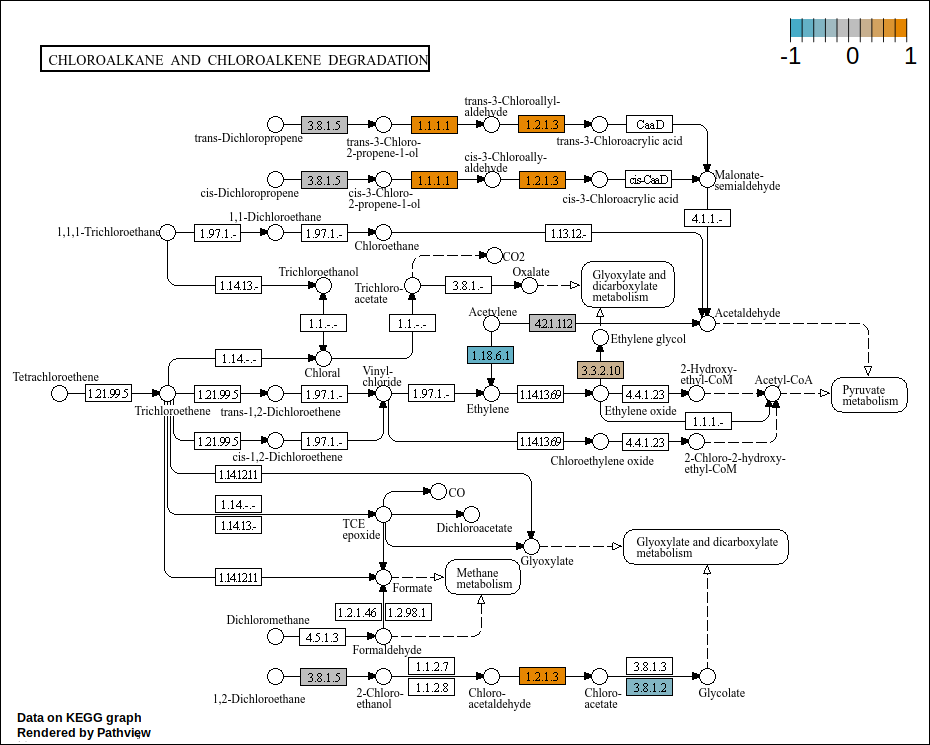 -1 0 1
CHLOROALKANE AND CHLOROALKENE DEGRADATION
trans-3-Chloroallyl-
aldehyde
3.8.1.5
1.1.1.1
1.2.1.3
CaaD
trans-Dichloropropene
trans-3-Chloro-
2-propene-1-ol
trans-3-Chloroacrylic acid
cis-3-Chloroally-
aldehyde
3.8.1.5
1.1.1.1
1.2.1.3
cis-CaaD
Malonate-
semialdehyde
cis-Dichloropropene
cis-3-Chloro-
2-propene-1-ol
cis-3-Chloroacrylic acid
4.1.1.-
1,1-Dichloroethane
1,1,1-Trichloroethane
1.97.1.-
1.97.1.-
1.13.12.-
Chloroethane
CO2
Trichloroethanol
Oxalate
Glyoxylate and
dicarboxylate
metabolism
1.14.13.-
Trichloro-
acetate
3.8.1.-
Acetylene
Acetaldehyde
1.1.-.-
1.1.-.-
4.2.1.112
Ethylene glycol
1.14.-.-
Chloral
1.18.6.1
3.3.2.10
Tetrachloroethene
Vinyl-
chloride
2-Hydroxy-
ethyl-CoM
Acetyl-CoA
1.21.99.5
1.21.99.5
1.97.1.-
1.97.1.-
1.14.13.69
4.4.1.23
Pyruvate
metabolism
Trichloroethene
trans-1,2-Dichloroethene
Ethylene
Ethylene oxide
1.1.1.-
1.21.99.5
1.97.1.-
1.14.13.69
4.4.1.23
cis-1,2-Dichloroethene
Chloroethylene oxide
2-Chloro-2-hydroxy-
ethyl-CoM
1.14.12.11
1.14.-.-
1.14.13.-
CO
TCE
epoxide
Dichloroacetate
Glyoxylate
Glyoxylate and dicarboxylate
metabolism
1.14.12.11
Formate
Methane
metabolism
1.2.1.46
1.2.98.1
Dichloromethane
4.5.1.3
Formaldehyde
3.8.1.5
1.1.2.7
1.1.2.8
1.2.1.3
3.8.1.3
3.8.1.2
1,2-Dichloroethane
2-Chloro-
ethanol
Chloro-
acetaldehyde
Chloro-
acetate
Glycolate
Data on KEGG graph
Rendered by Pathview